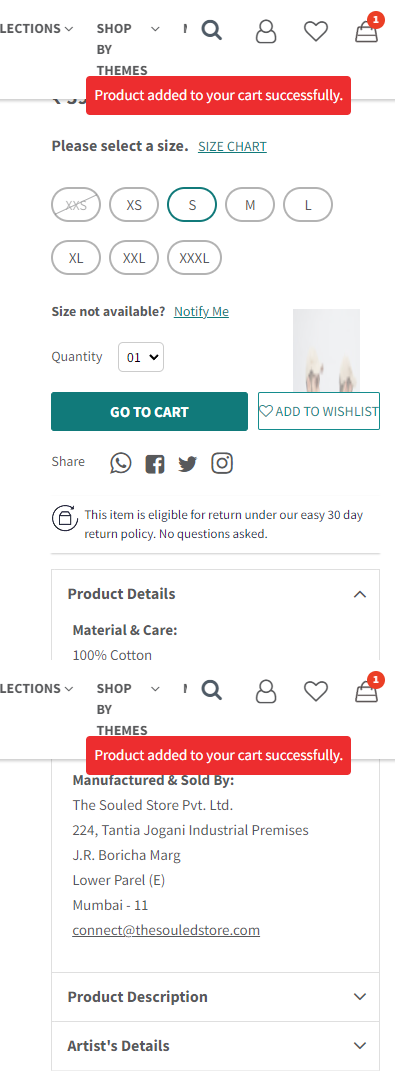 LECTIONS
SHOP
BY
THEMES
1
Product added to your cart successfully.
Please select a size. SIZE CHART
XXS XS S M L
XL XXL XXXL
Size not available? Notify Me
Quantity 01
GO TO CART ADD TO WISHLIST
Share
This item is eligible for return under our easy 30 day
return policy. No questions asked.
Product Details
Material & Care:
100% Cotton
LECTIONS
SHOP
BY
THEMES
1
Product added to your cart successfully.
Manufactured & Sold By:
The Souled Store Pvt. Ltd.
224, Tantia Jogani Industrial Premises
J.R. Boricha Marg
Lower Parel (E)
Mumbai - 11
connect@thesouledstore.com
Product Description
Artist's Details